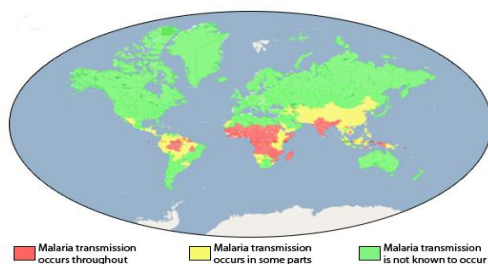 Malaria transmission
occurs throughout
Malaria transmission
occurs in some parts
Malaria transmission
is not known to occur